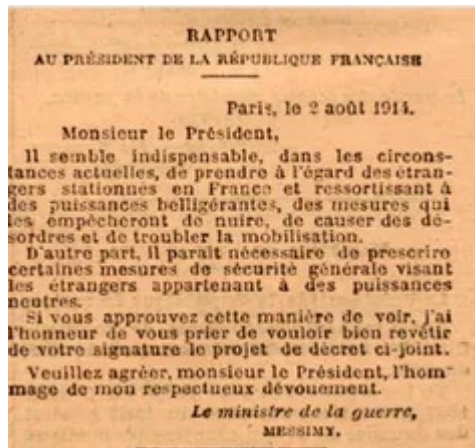 RAPPORT
AU PRÉSIDENT DE LA RÉPUBLIQUE FRANÇAISE
Paris, le 2 août 1914.
Monsieur le Président,
Il semble indispensable, dans les circons-
tances actuelles, de prendre à l'égard des étran-
gers stationnés en France et ressortissant à
des puissances belligérantes, des mesures qui
les empêcheront de nuire, de causer des dé-
sordres et de troubler la mobilisation.
D'autre part, il paraît nécessaire de prescrire
certaines mesures de sécurité générale visant
les étrangers appartenant à des puissances
neutres.
Si vous approuvez cette manière de voir, j'ai
l'honneur de vous prier de vouloir bien revêtir
de votre signature le projet de décret ci-joint.
Veuillez agréer, monsieur le Président, l'hom-
mage de mon respectueux dévouement.
Le ministre de la guerre,
MESSIMY.